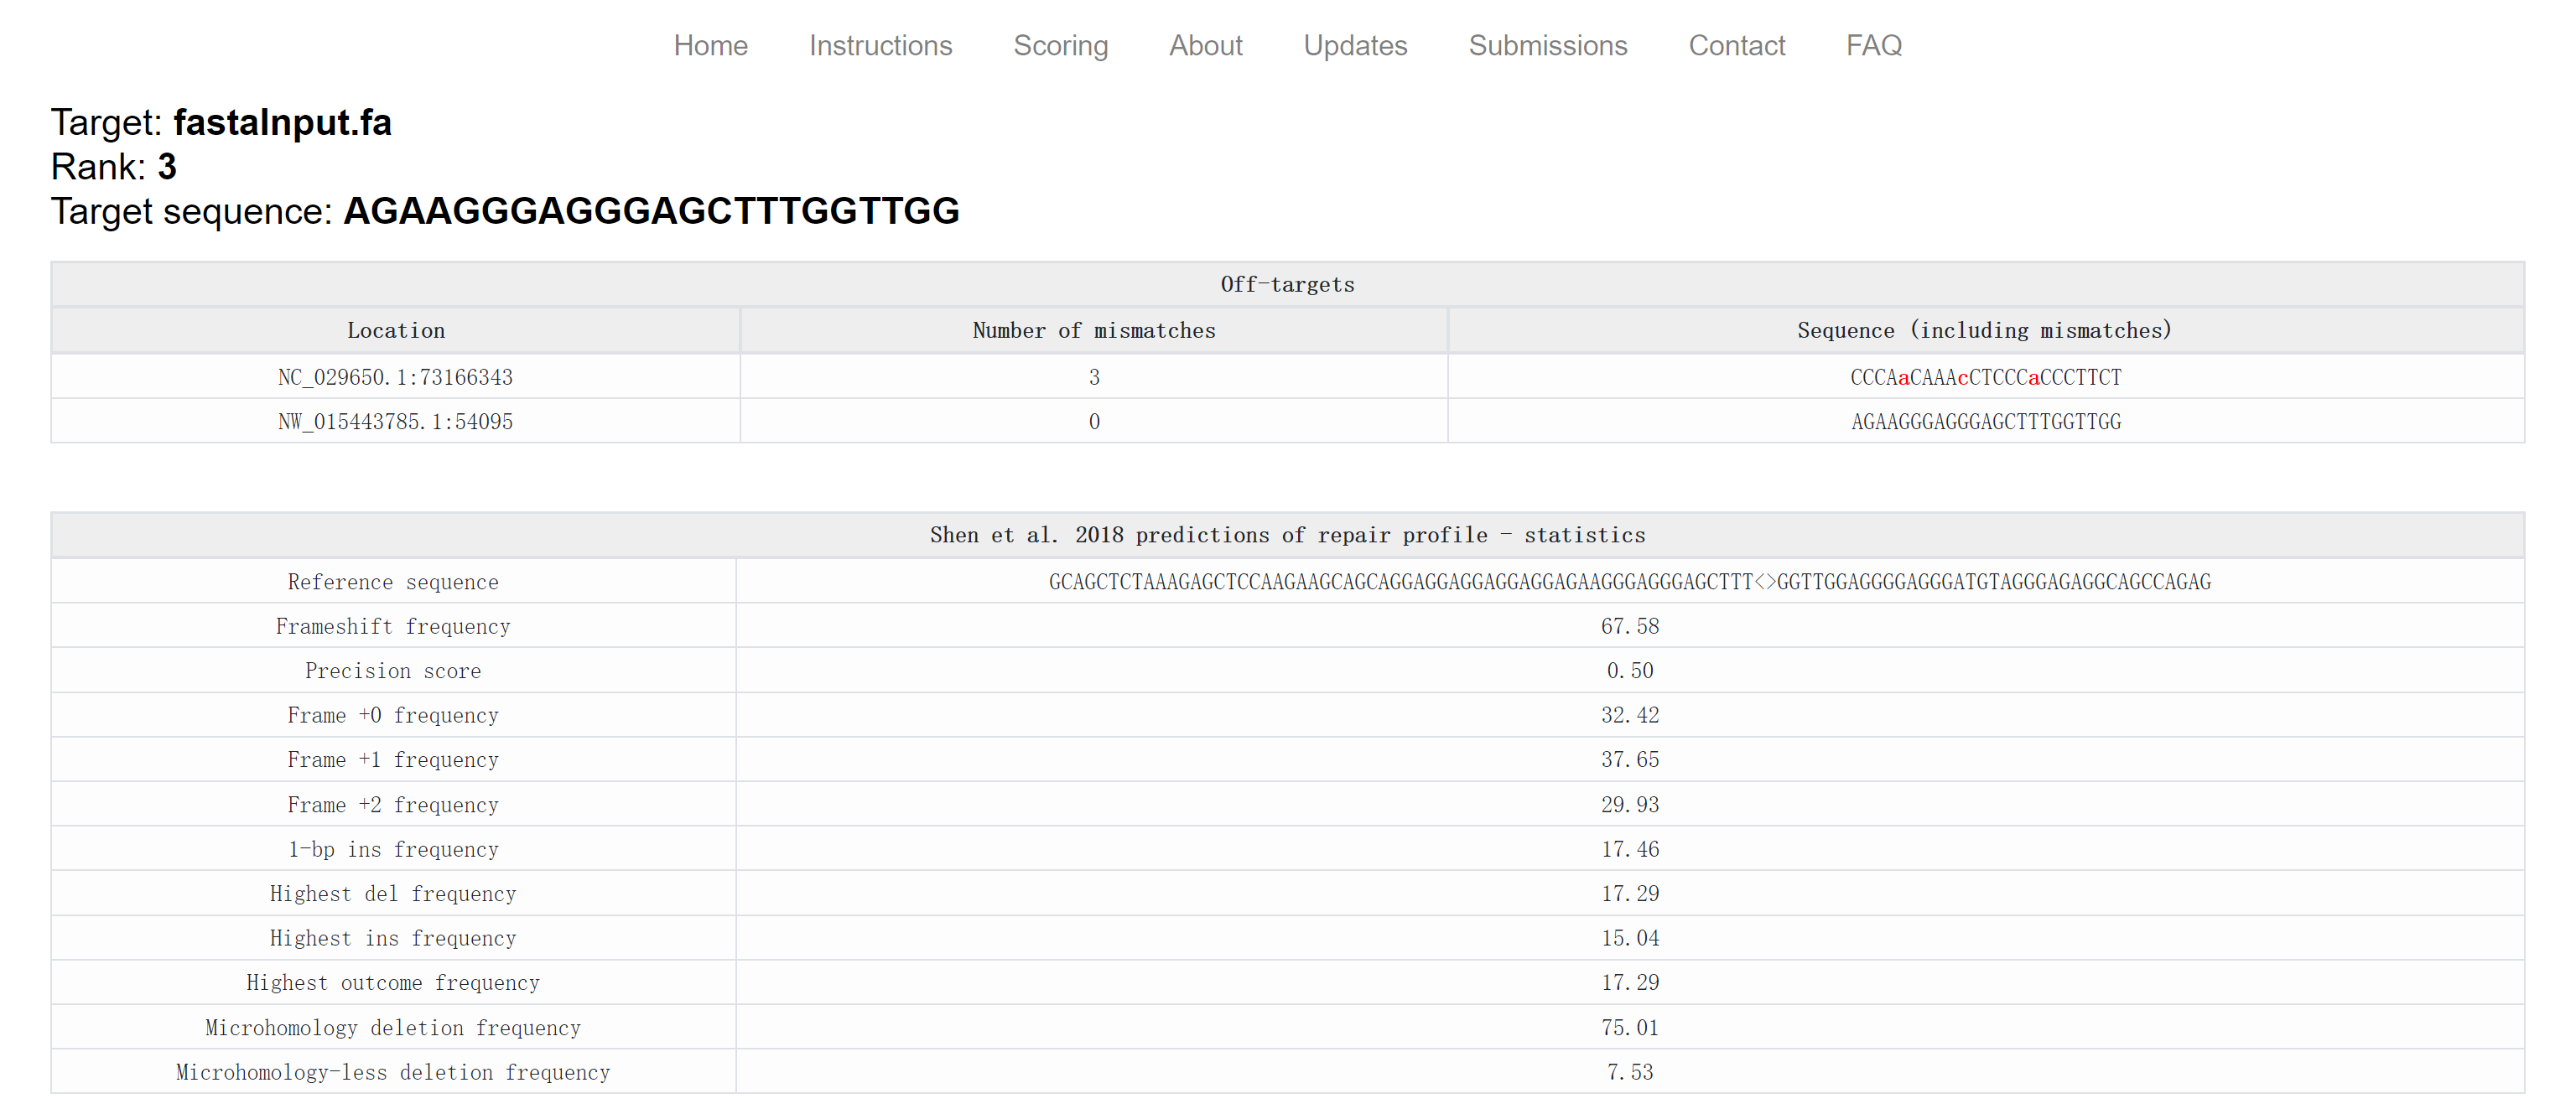 Home Instructions Scoring About Updates Submissions Contact FAQ
Target: fastaInput.fa
Rank: 3
Target sequence: AGAAGGGAGGGAGCTTTGGTTGG
Off-targets
Location Number of mismatches Sequence (including mismatches)
NC_029650.1:73166343 3 CCCAaCAAAcCTCCCaCCCTTCT
NW_015443785.1:54095 0 AGAAGGGAGGGAGCTTTGGTTGG
Shen et al. 2018 predictions of repair profile - statistics
Reference sequence GCAGCTCTAAAGAGCTCCAAGAAGCAGCAGGAGGAGGAGGAGGAGAAGGGAGGGAGCTTT<>GGTTGGAGGGGAGGGATGTAGGGAGAGGCAGCCAGAG
Frameshift frequency 67.58
Precision score 0.50
Frame +0 frequency 32.42
Frame +1 frequency 37.65
Frame +2 frequency 29.93
1-bp ins frequency 17.46
Highest del frequency 17.29
Highest ins frequency 15.04
Highest outcome frequency 17.29
Microhomology deletion frequency 75.01
Microhomology-less deletion frequency 7.53